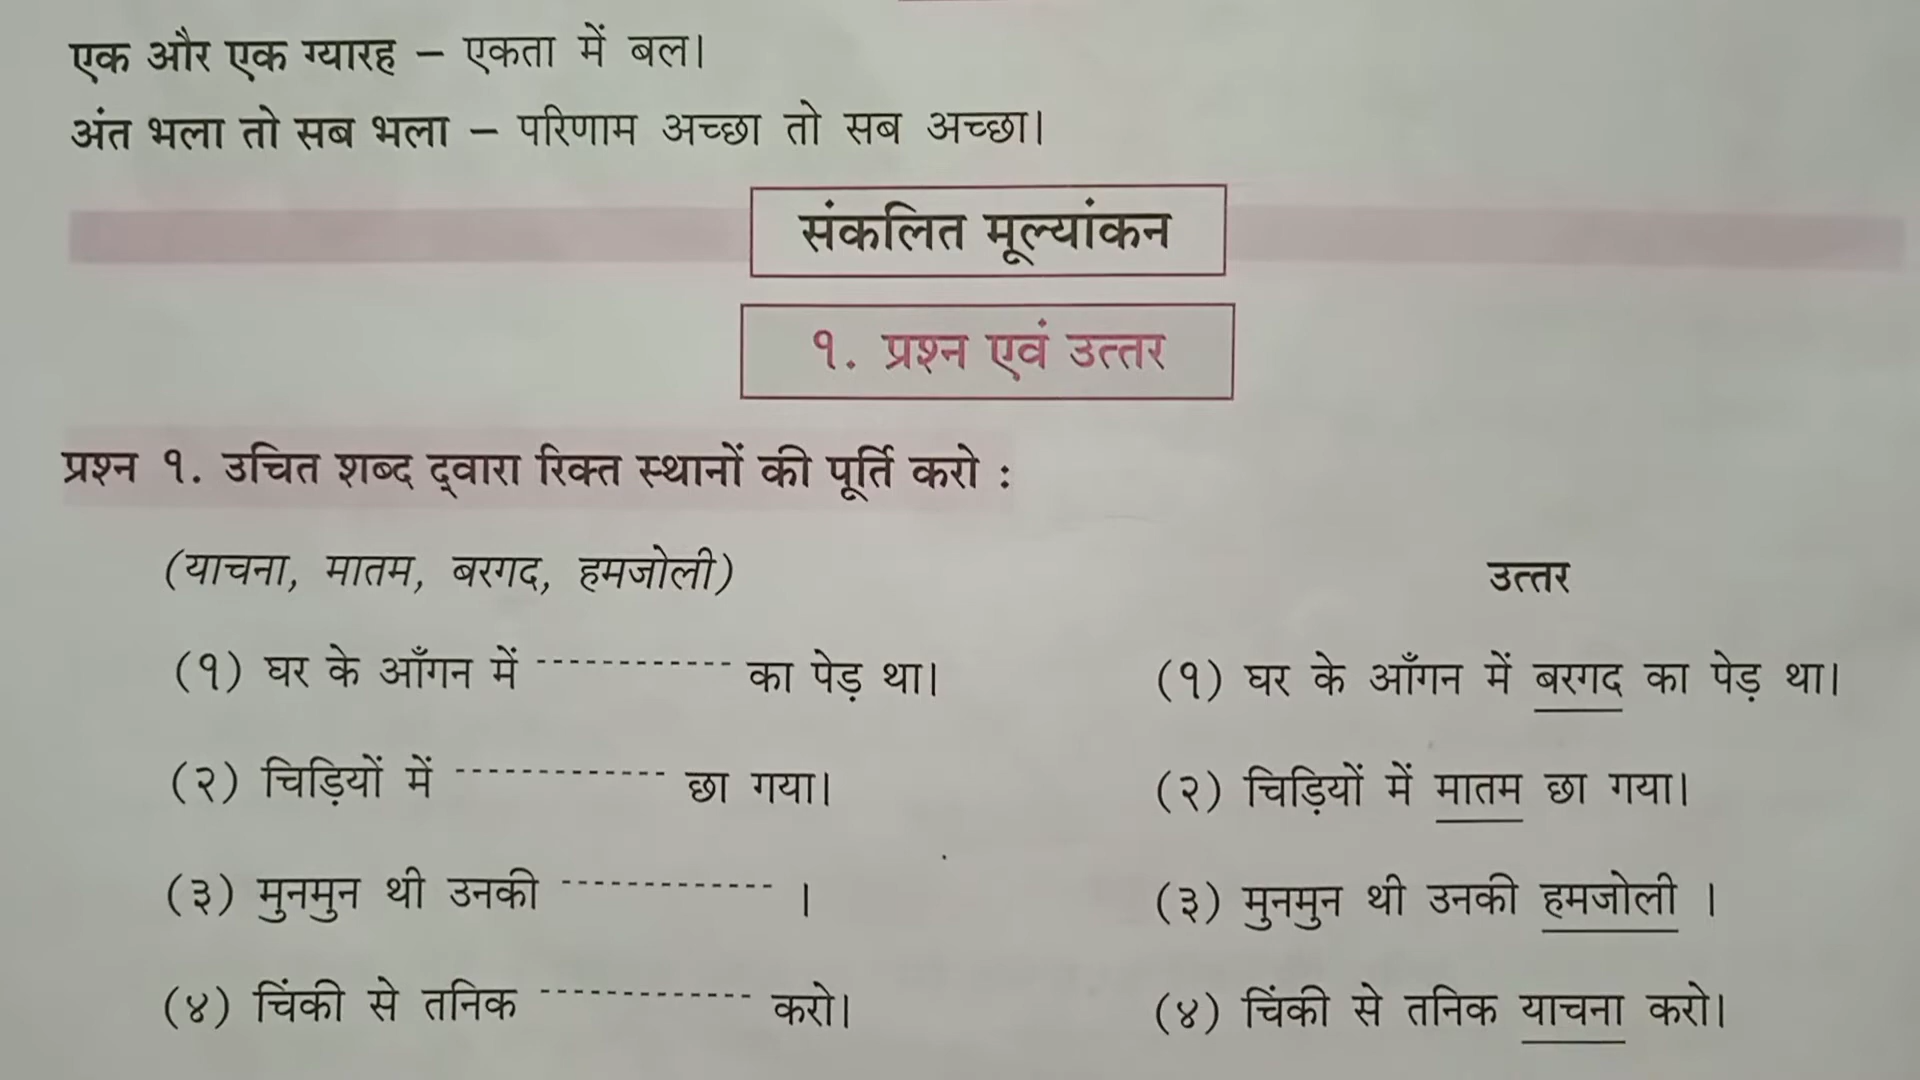 एक और एक ग्यारह – एकता में बल।
अंत भला तो सब भला – परिणाम अच्छा तो सब अच्छा।
संकलित मूल्यांकन
१. प्रश्न एवं उत्तर
प्रश्न १. उचित शब्द द्वारा रिक्त स्थानों की पूर्ति करो :
(याचना, मातम, बरगद, हमजोली)
उत्तर
(१) घर के आँगन में ------------- का पेड़ था।
(१) घर के आँगन में बरगद का पेड़ था।
(२) चिड़ियों में ------------- छा गया।
(२) चिड़ियों में मातम छा गया।
(३) मुनमुन थी उनकी ------------- ।
(३) मुनमुन थी उनकी हमजोली ।
(४) चिंकी से तनिक ------------- करो।
(४) चिंकी से तनिक याचना करो।